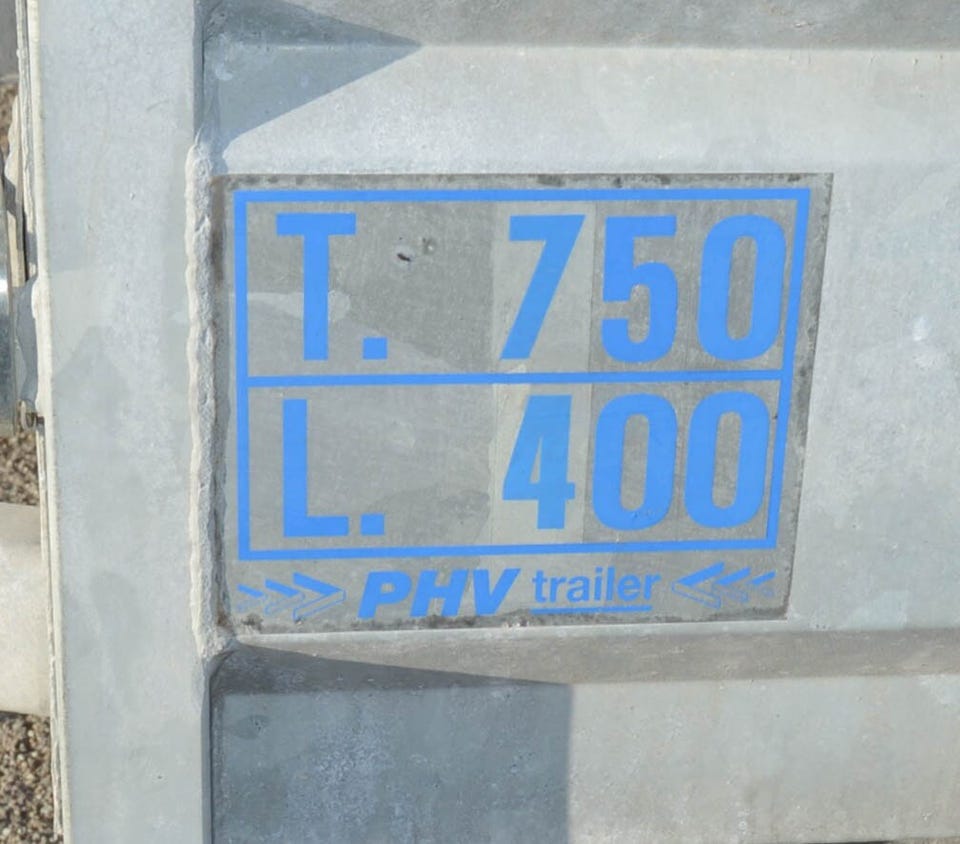 T. 750
L. 400
PHV trailer